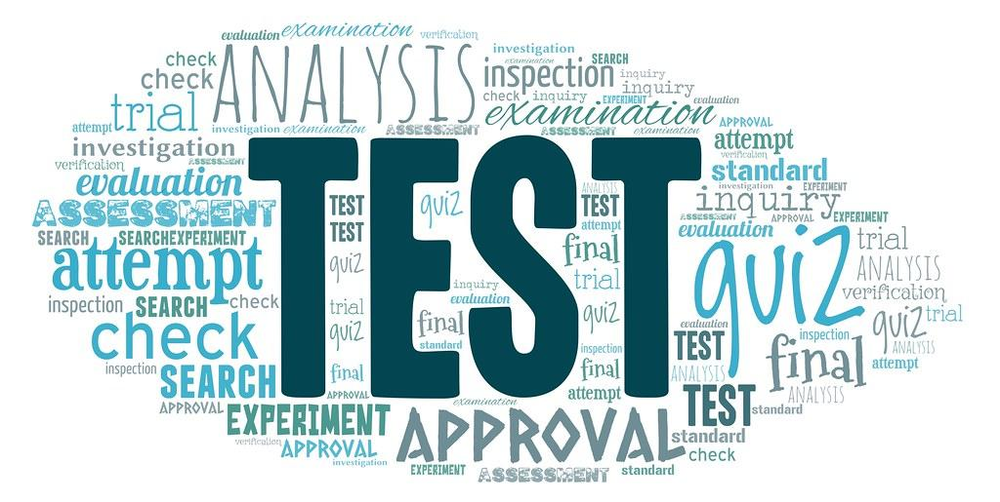 evaluation
examination
verification
check
ANALYSIS
investigation
examination
SEARCH
check
inspection
inquiry
inquiry
trial
check
inquiry
EXPERIMENT
evaluation
examination
attempt
investigation
examination
ASSESSMENT
ASSESSMENT
examination
APPROVAL
investigation
TEST
attempt
verification
ASSESSMENT
verification
standard
evaluation
investigation
EXPERIMENT
ANALYSIS
inquiry
ASSESSMENT
TEST
quiz
TEST
ASSESSMENT
APPROVAL
EXPERIMENT
SEARCH
SEARCH
EXPERIMENT
TEST
attempt
evaluation
quiz
trial
attempt
quiz
final
ANALYSIS
trial
inquiry
verification
inspection
SEARCH
check
trial
evaluation
quiz
quiz
trial
check
quiz
final
evaluation
inspection
standard
TEST
final
ANALYSIS
inspection
attempt
inspection
SEARCH
final
final
ANALYSIS
APPROVAL
APPROVAL
examination
attempt
TEST
ANALYSIS
EXPERIMENT
APPROVAL
standard
verification
APPROVAL
standard
investigation
check
EXPERIMENT
ASSESSMENT
standard